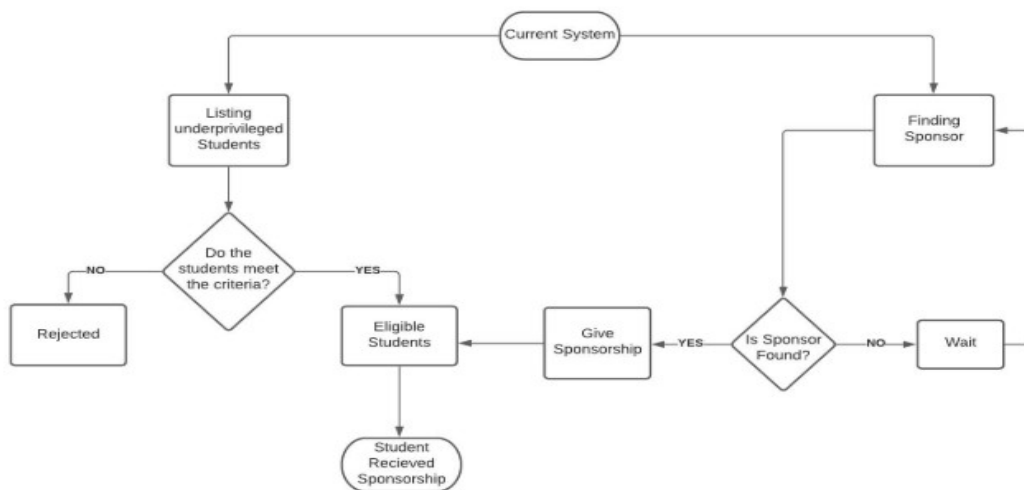 Current System
Listing
underprivileged
Students
Finding
Sponsor
Do the
students meet
the criteria?
NO
YES
Rejected
Eligible
Students
Give
Sponsorship
YES
Is Sponsor
Found?
NO
Wait
Student
Recieved
Sponsorship